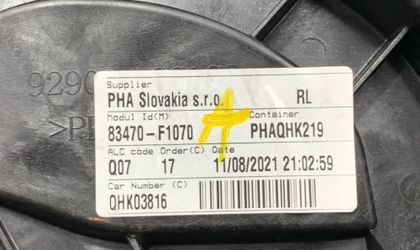 9290
Supplier
PHA Slovakia s.r.o. RL
Modul Id(M) Container
83470-F1070 PHAQHK219
ALC code Order(C) Date
Q07 17 11/08/2021 21:02:59
Car Number (C)
QHK03816